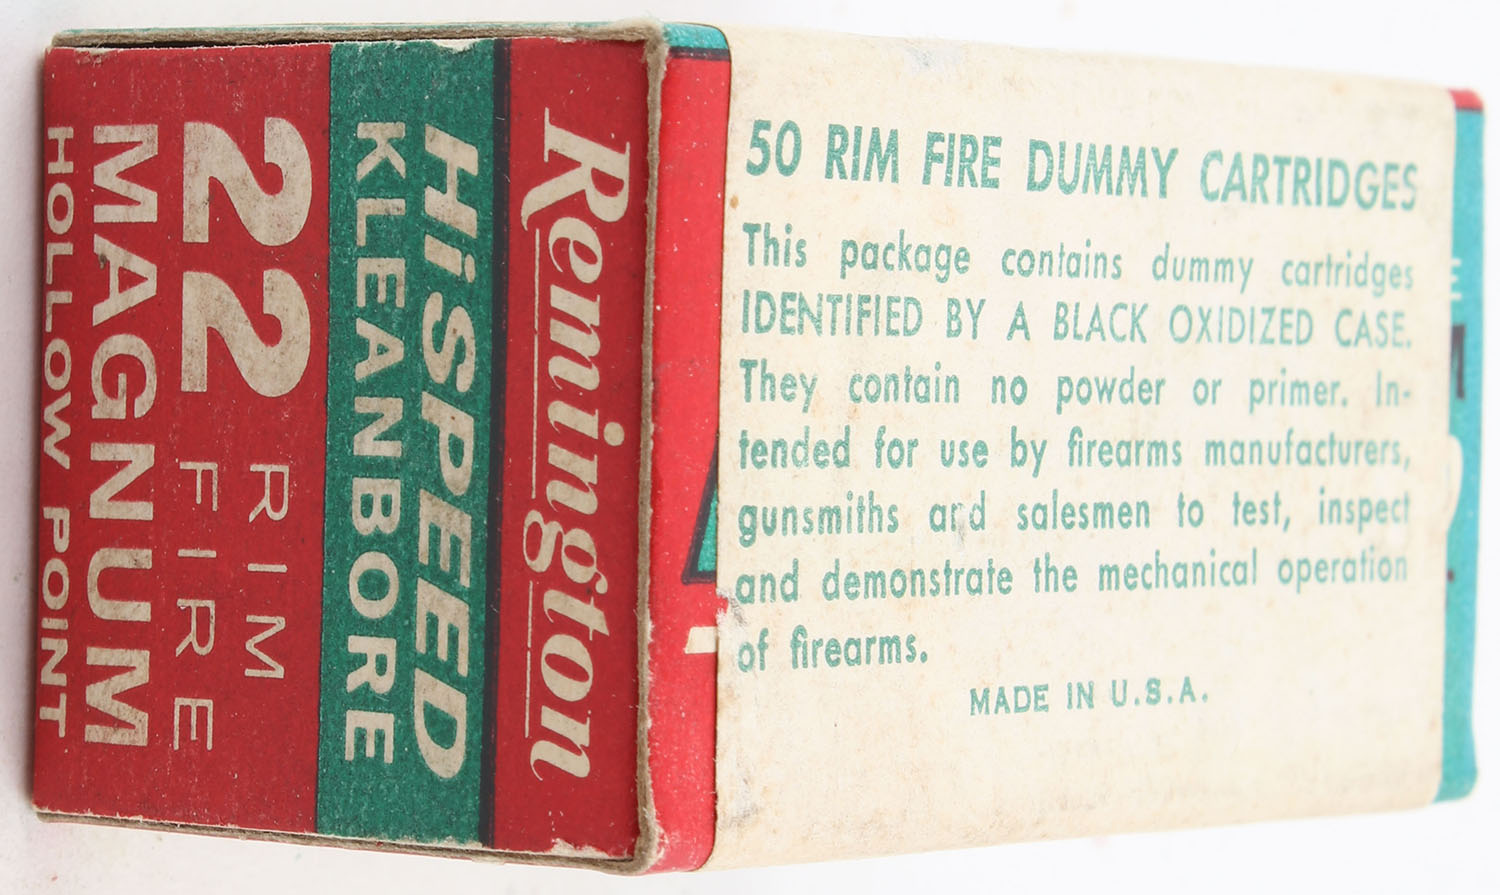 Remington
HiSPEED
KLEANBORE
22 RIM
FIRE
MAGNUM
HOLLOW POINT
50 RIM FIRE DUMMY CARTRIDGES
This package contains dummy cartridges
IDENTIFIED BY A BLACK OXIDIZED CASE.
They contain no powder or primer. In-
tended for use by firearms manufacturers,
gunsmiths and salesmen to test, inspect
and demonstrate the mechanical operation
of firearms.
MADE IN U.S.A.